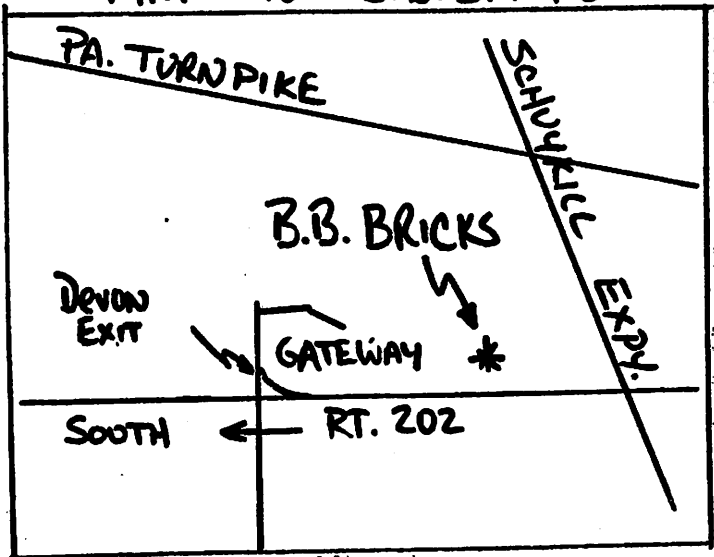 PA. TURNPIKE
SCHUYKILL EXPY.
B.B. BRICKS
DEVON
EXIT
GATEWAY
*
SOUTH ← RT. 202